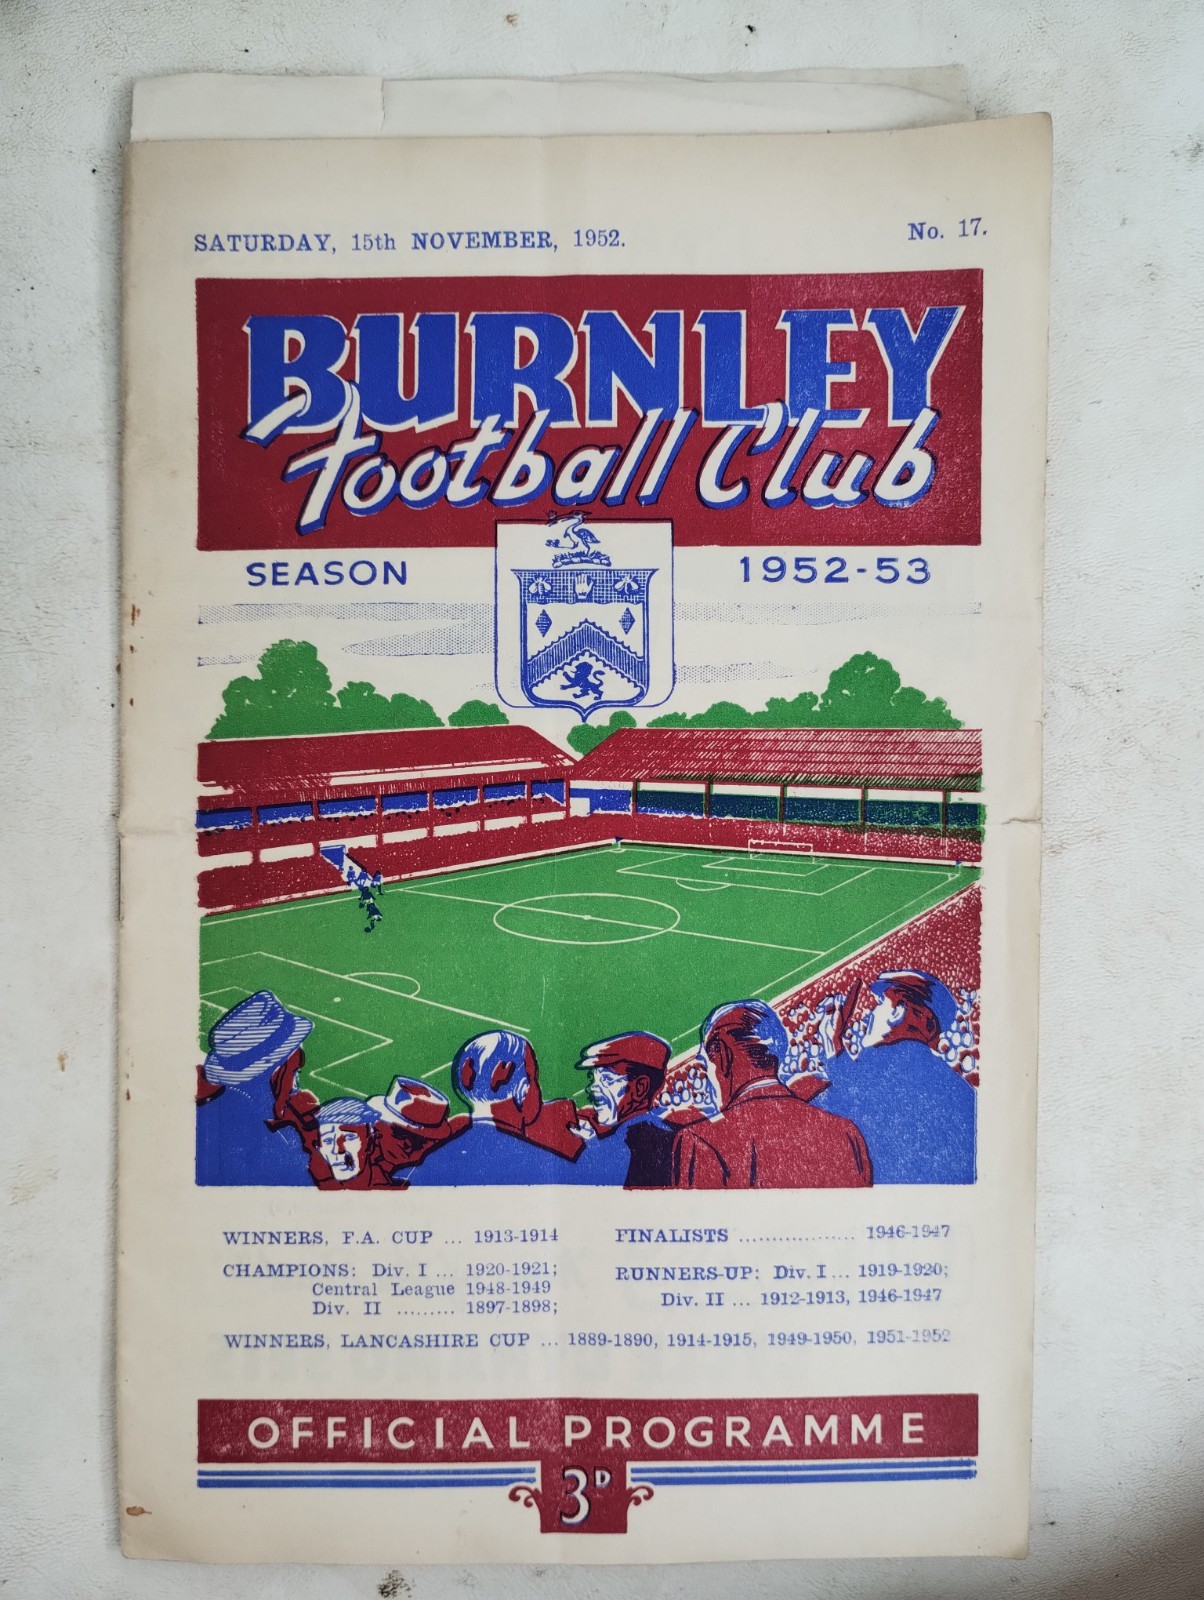 SATURDAY, 15th NOVEMBER, 1952. No. 17.
BURNLEY
Football Club
SEASON 1952-53
WINNERS, F.A. CUP ... 1913-1914 FINALISTS .................. 1946-1947
CHAMPIONS: Div. I ... 1920-1921; RUNNERS-UP: Div. I ... 1919-1920;
Central League 1948-1949
Div. II ......... 1897-1898; Div. II ... 1912-1913, 1946-1947
WINNERS, LANCASHIRE CUP ... 1889-1890, 1914-1915, 1949-1950, 1951-1952
OFFICIAL PROGRAMME
3D